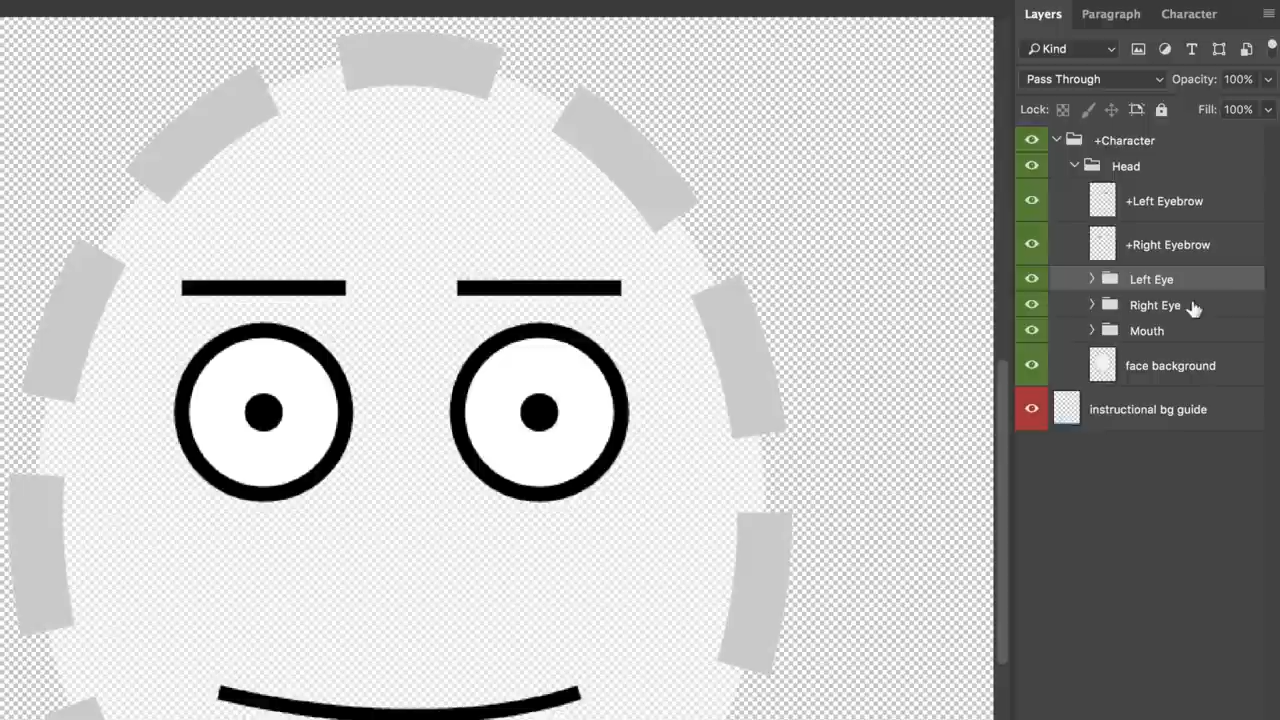 Layers Paragraph Character
Kind
Pass Through Opacity: 100%
Lock: Fill: 100%
+Character
Head
+Left Eyebrow
+Right Eyebrow
Left Eye
Right Eye
Mouth
face background
instructional bg guide